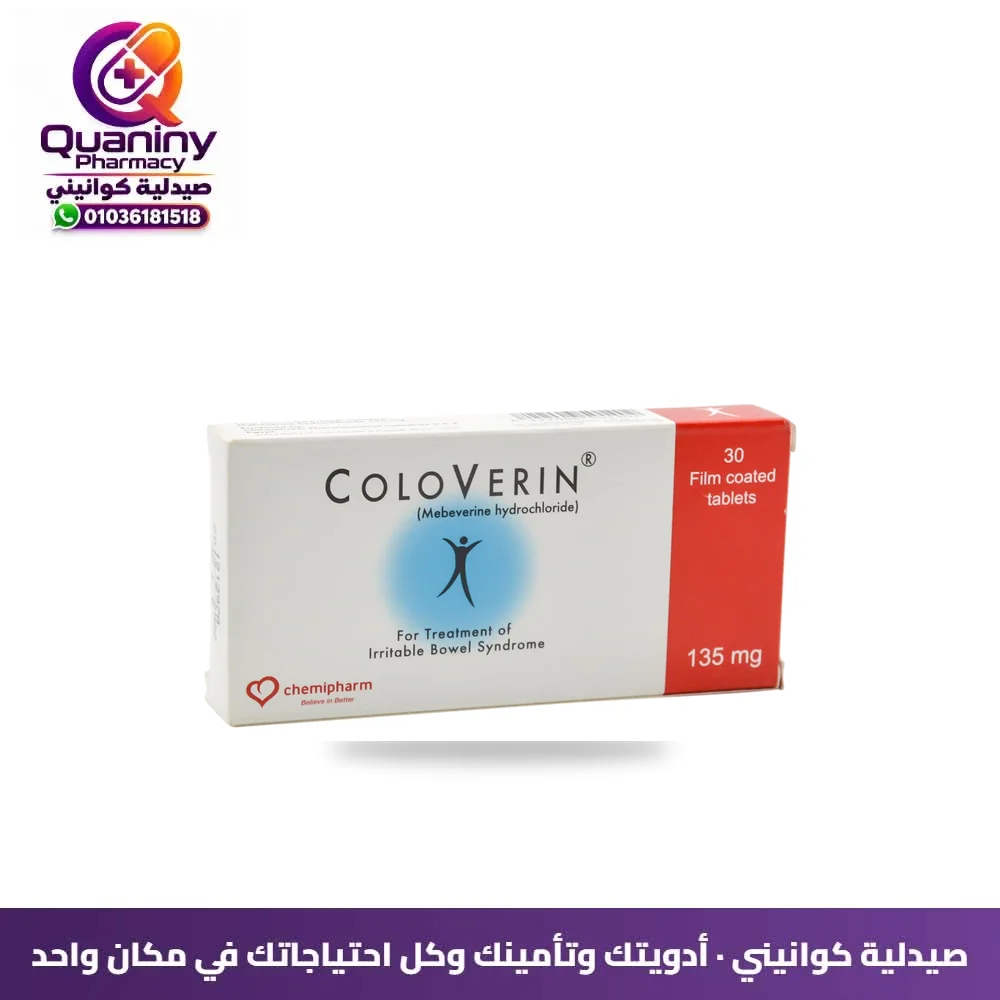 Quaniny
Pharmacy
صيدلية كوانيني
01036181518
30
Film coated
tablets
COLOVERIN®
(Mebeverine hydrochloride)
For Treatment of
Irritable Bowel Syndrome
135 mg
chemipharm
Believe in Better
صيدلية كوانيني · أدويتك وتأمينك وكل احتياجاتك في مكان واحد